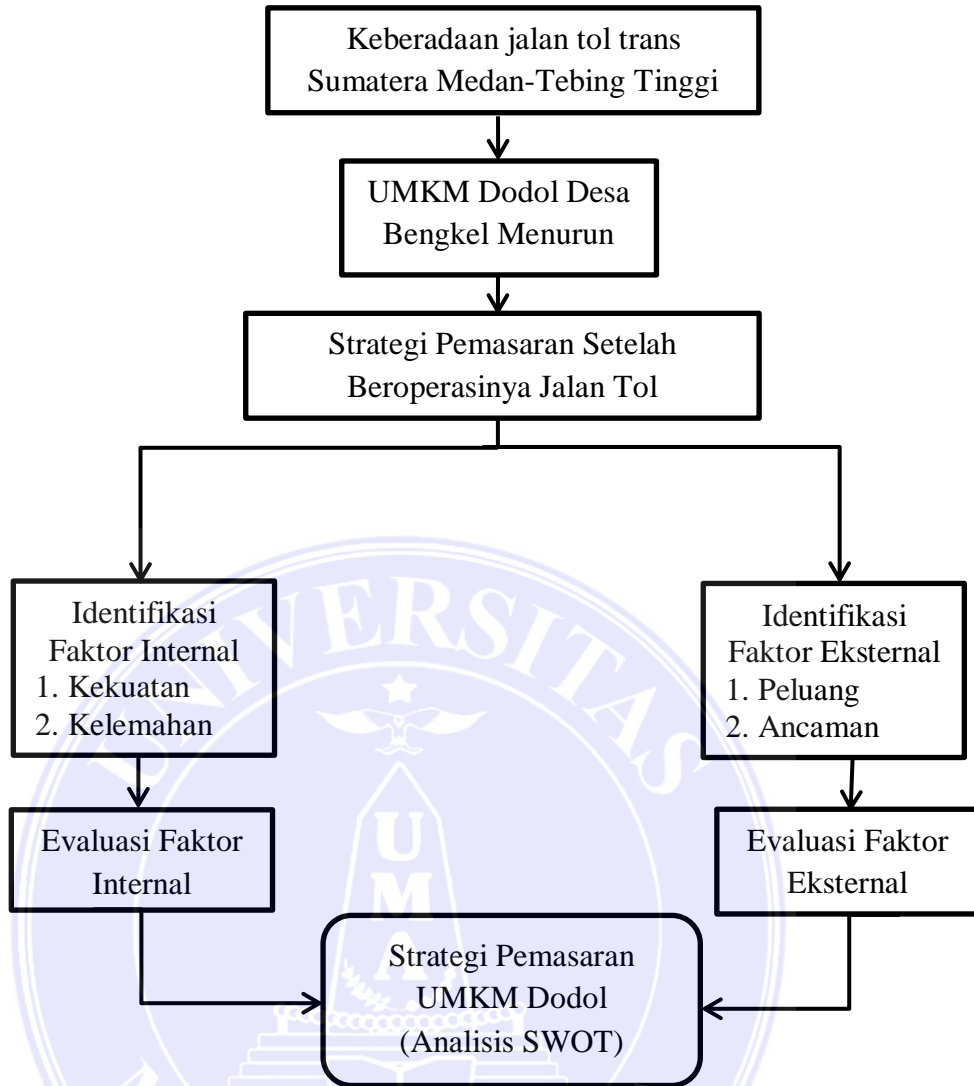 Keberadaan jalan tol trans
Sumatera Medan-Tebing Tinggi
UMKM Dodol Desa
Bengkel Menurun
Strategi Pemasaran Setelah
Beroperasinya Jalan Tol
Identifikasi
Faktor Internal
1. Kekuatan
2. Kelemahan
Identifikasi
Faktor Eksternal
1. Peluang
2. Ancaman
UNIVERSITAS
Evaluasi Faktor
Internal
Evaluasi Faktor
Eksternal
U
M
A
Strategi Pemasaran
UMKM Dodol
(Analisis SWOT)